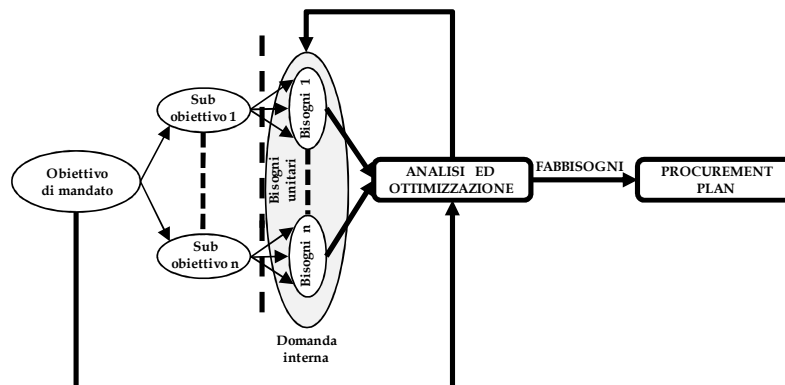 Obiettivo
di mandato
Sub
obiettivo 1
Sub
obiettivo n
Bisogni
unitari
Bisogni 1
Bisogni n
Domanda
interna
ANALISI ED
OTTIMIZZAZIONE
FABBISOGNI
PROCUREMENT
PLAN